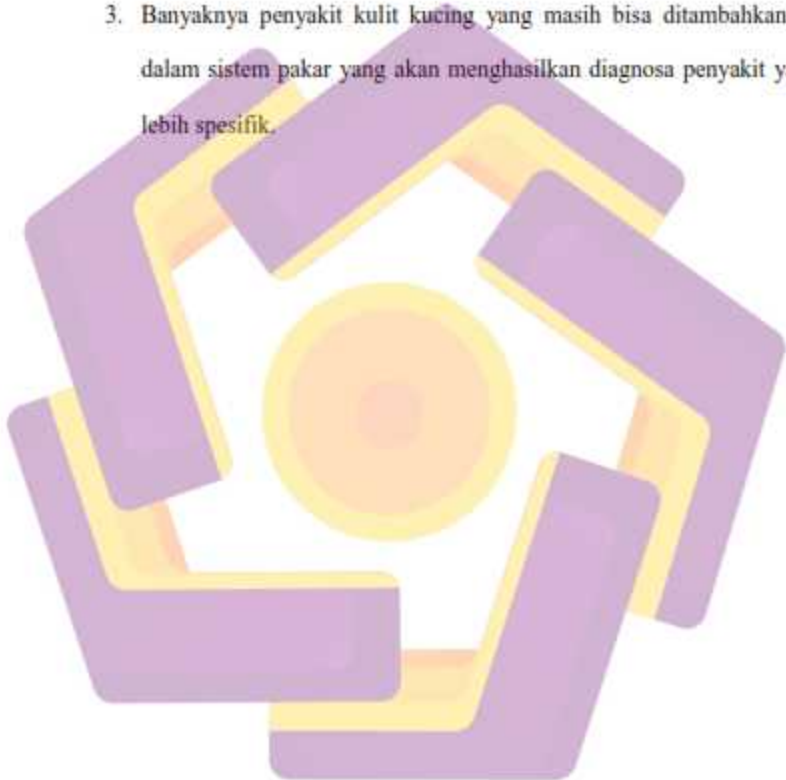 3. Banyaknya penyakit kulit kucing yang masih bisa ditambahkan
dalam sistem pakar yang akan menghasilkan diagnosa penyakit y
lebih spesifik.